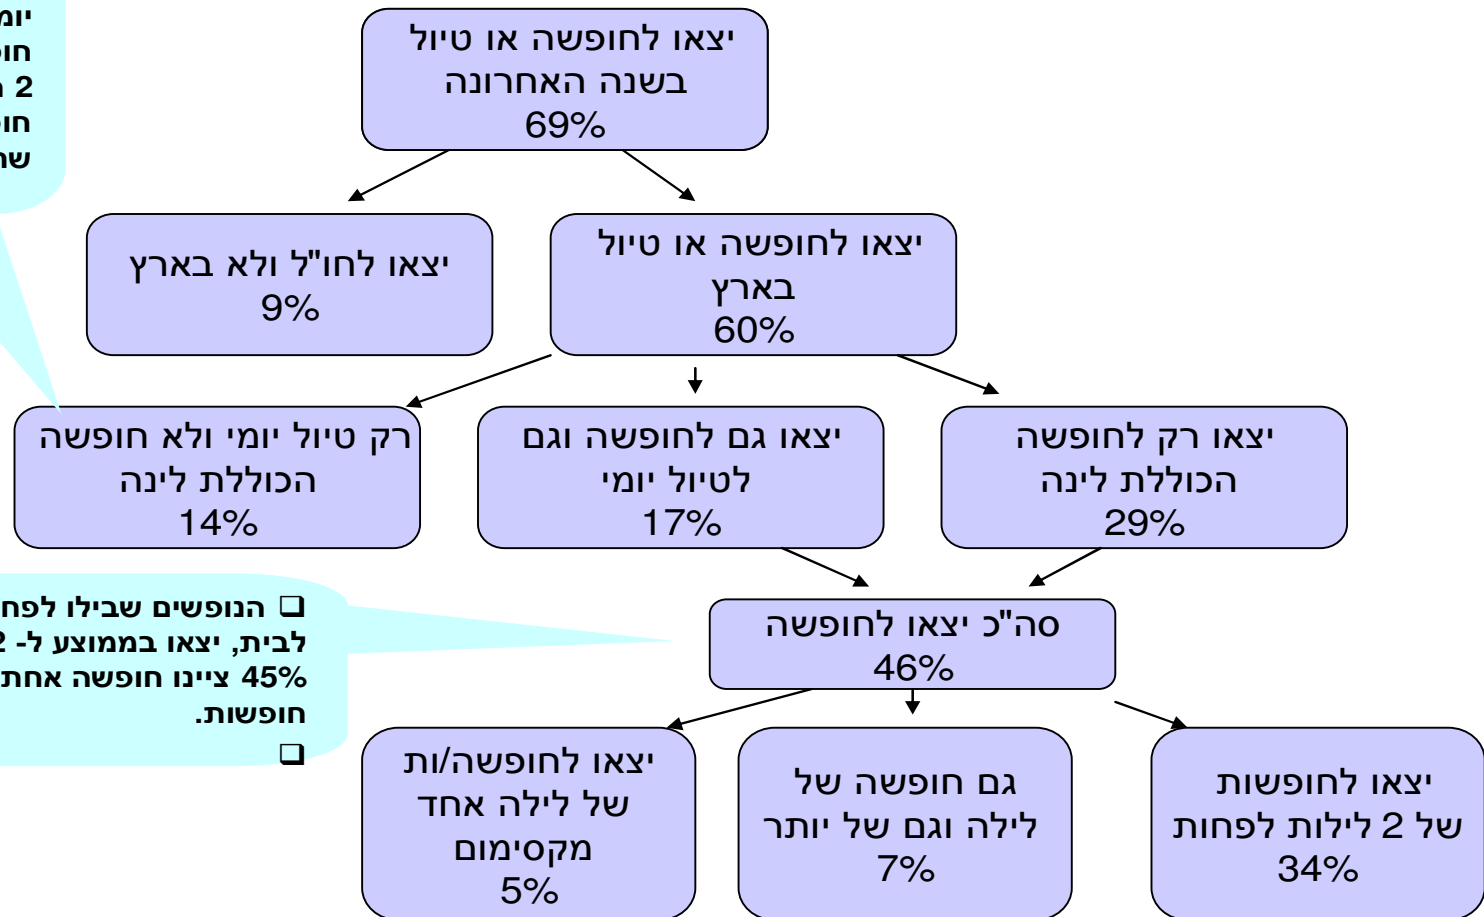 2
יצאו לחופשה או טיול
בשנה האחרונה
69%
יצאו לחו"ל ולא בארץ
9%
יצאו לחופשה או טיול
בארץ
60%
רק טיול יומי ולא חופשה
הכוללת לינה
14%
יצאו גם לחופשה וגם
לטיול יומי
17%
יצאו רק לחופשה
הכוללת לינה
29%
❑ הנופשים שבילו
לבית, יצאו בממוצע ל-
45% ציינו חופשה אחת
חופשות.
❑
סה"כ יצאו לחופשה
46%
יצאו לחופשה/ות
של לילה אחד
מקסימום
5%
גם חופשה של
לילה וגם של יותר
7%
יצאו לחופשות
של 2 לילות לפחות
34%